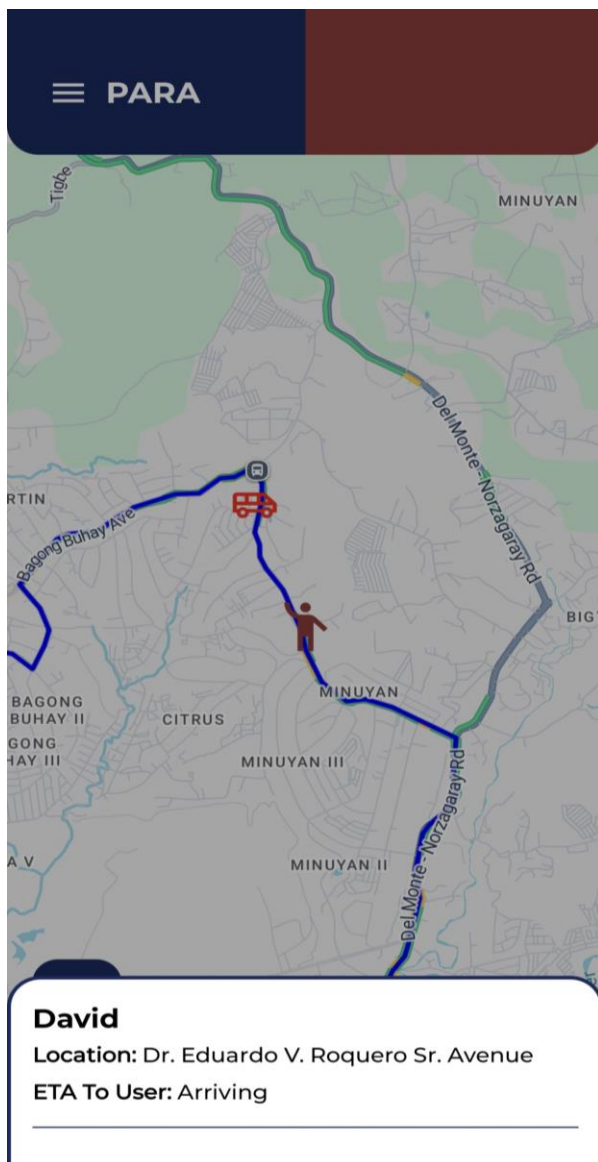 PARA
Tigbe
MINUYAN
Del Monte - Norzagaray Rd
RTIN
Bagong Buhay Ave
BIG
MINUYAN
BAGONG
BUHAY II
CITRUS
GONG
HAY III
MINUYAN III
Del Monte - Norzagaray Rd
A V
MINUYAN II
David
Location: Dr. Eduardo V. Roquero Sr. Avenue
ETA To User: Arriving